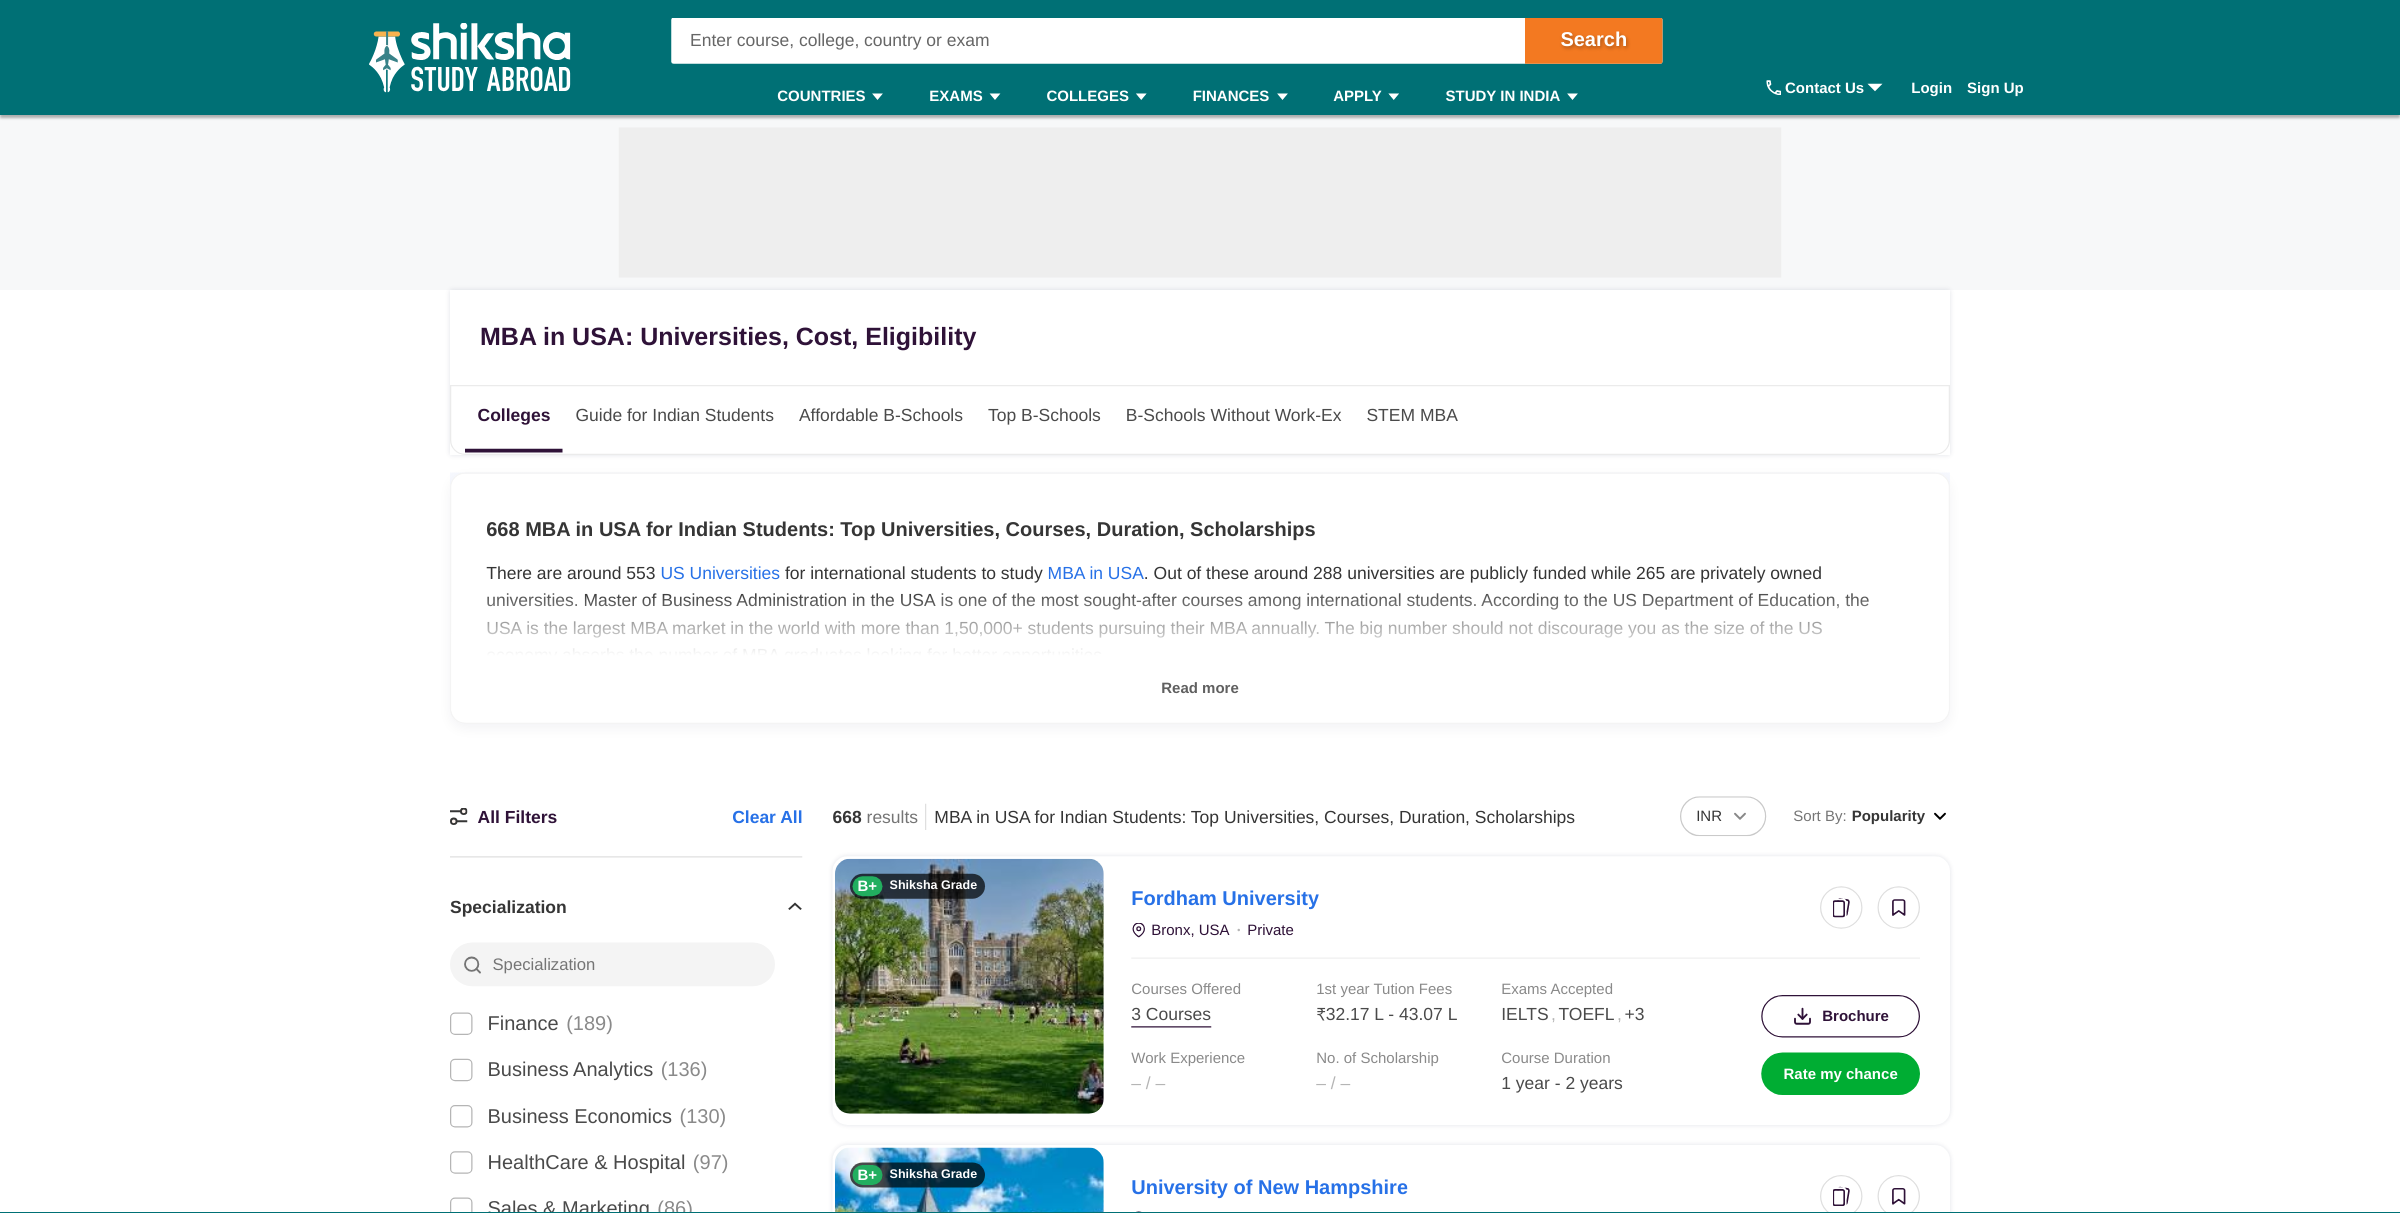 shiksha
STUDY ABROAD
Enter course, college, country or exam
Search
COUNTRIES EXAMS COLLEGES FINANCES APPLY STUDY IN INDIA
Contact Us Login Sign Up
MBA in USA: Universities, Cost, Eligibility
Colleges Guide for Indian Students Affordable B-Schools Top B-Schools B-Schools Without Work-Ex STEM MBA
668 MBA in USA for Indian Students: Top Universities, Courses, Duration, Scholarships
There are around 553 US Universities for international students to study MBA in USA. Out of these around 288 universities are publicly funded while 265 are privately owned
universities. Master of Business Administration in the USA is one of the most sought-after courses among international students. According to the US Department of Education, the
USA is the largest MBA market in the world with more than 1,50,000+ students pursuing their MBA annually. The big number should not discourage you as the size of the US
economy absorbs the number of MBA graduates looking for better opportunities.
Read more
All Filters Clear All
668 results MBA in USA for Indian Students: Top Universities, Courses, Duration, Scholarships
INR Sort By: Popularity
Specialization
Specialization
Finance (189)
Business Analytics (136)
Business Economics (130)
HealthCare & Hospital (97)
Sales & Marketing (86)
B+ Shiksha Grade
Fordham University
Bronx, USA · Private
Courses Offered 1st year Tution Fees Exams Accepted
3 Courses ₹32.17 L - 43.07 L IELTS , TOEFL , +3
Brochure
Work Experience No. of Scholarship Course Duration
– / – – / – 1 year - 2 years
Rate my chance
B+ Shiksha Grade
University of New Hampshire